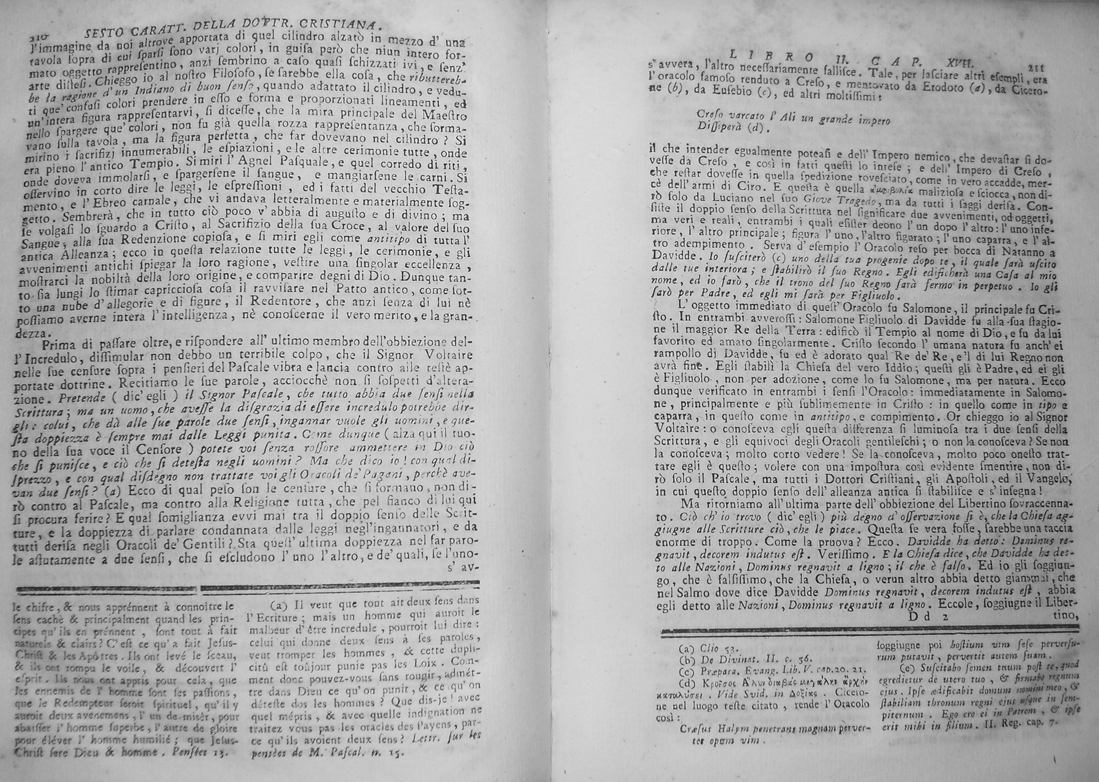 210 SESTO CARATT. DELLA DOTTR. CRISTIANA.
l'immagine da noi altrove apportata di quel cilindro alzato in mezzo d' una
tavola sopra di cui sparsi sono varj colori, in guisa però che niun intero for-
mato oggetto rappresentino, anzi sembrino a caso quasi schizzati ivi, e senz'
arte distesi. Chieggo io al nostro Filosofo, se sarebbe ella cosa, che ributtereb-
be la ragione d'un Indiano di buon senso, quando adattato il cilindro, e vedu-
ti que' confusi colori prendere in esso e forma e proporzionati lineamenti, ed
un'intera figura rappresentarvi, si dicesse, che la mira principale del Maestro
nello spargere que' colori, non fu già quella rozza rappresentanza, che forma-
vano sulla tavola, ma la figura perfetta, che far dovevano nel cilindro? Si
mirino i sacrifizj innumerabili, le espiazioni, e le altre cerimonie tutte, onde
era pieno l'antico Tempio. Si miri l'Agnel Pasquale, e quel corredo di riti,
onde doveva immolarsi, e spargersene il sangue, e mangiarsene le carni. Si
osservino in corto dire le leggi, le espressioni, ed i fatti del vecchio Testa-
mento, e l'Ebreo carnale, che vi andava letteralmente e materialmente sog-
getto. Sembrerà, che in tutto ciò poco v'abbia di augusto e di divino; ma
se volgasi lo sguardo a Cristo, al Sacrifizio della sua Croce, al valore del suo
Sangue, alla sua Redenzione copiosa, e si miri egli come antitipo di tutta l'
antica Alleanza; ecco in questa relazione tutte le leggi, le cerimonie, e gli
avvenimenti antichi spiegar la loro ragione, vestire una singolar eccellenza,
mostrarci la nobiltà della loro origine, e comparire degni di Dio. Dunque tan-
to sia lungi lo stimar capricciosa cosa il ravvisare nel Patto antico, come sot-
to una nube d'allegorie e di figure, il Redentore, che anzi senza di lui nè
possiamo averne intera l'intelligenza, nè conoscerne il vero merito, e la gran-
dezza.
Prima di passare oltre, e rispondere all' ultimo membro dell'obbiezione del-
l'Incredulo, dissimular non debbo un terribile colpo, che il Signor Voltaire
nelle sue censure sopra i pensieri del Pascale vibra e lancia contro alle testè ap-
portate dottrine. Recitiamo le sue parole, acciocchè non si sospetti d'altera-
zione. Pretende (dic'egli) il Signor Pascale, che tutto abbia due sensi nella
Scrittura; ma un uomo, che avesse la disgrazia di essere incredulo potrebbe dir-
gli: colui, che dà alle sue parole due sensi, ingannar vuole gli uomini, e que-
sta doppiezza è sempre mai dalle Leggi punita. Come dunque (alza qui il tuo-
no della sua voce il Censore) potete voi senza rossore ammettere in Dio ciò
che si punisce, e ciò che si detesta negli uomini? Ma che dico io! con qual di-
sprezzo, e con qual disdegno non trattate voi gli Oracoli de' Pagani, perchè ave-
van due sensi? (a) Ecco di qual peso son le censure, che si formano, non di-
rò contro al Pascale, ma contro alla Religione tutta, che pel fianco di lui qui
si procura ferire? E qual somiglianza evvi mai tra il doppio senso delle Scrit-
ture, e la doppiezza di parlare condannata dalle leggi negl'ingannatori, e da
tutti derisa negli Oracoli de' Gentili? Sta quest' ultima doppiezza nel far paro-
le astutamente a due sensi, che si escludono l'uno l'altro, e de' quali, se l'uno-
s' av-
le chifre, & nous apprénnent à connoître le
sens caché & principalment quand les prin-
cipes qu'ils en prénnent, sont tout à fait
naturels & clairs? C'est ce qu'a fait Jesus-
Christ & les Apôtres. Ils ont levé le sceau,
& ils ont rompu le voile, & découvert l'
esprit. Ils nous ont appris pour cela, que
les ennemis de l' homme sont ses passions,
que le Redempteur seroit spirituel, qu'il y
auroit deux avenemens, l' un de misér, pour
abaisser l'homme superbe, l'autre de gloire
pour éléver l'homme humilié; que Jesus-
Christ sere Dieu & homme. Pensées 13.
(a) Il veut que tout ait deux sens dans
l'Ecriture; mais un homme qui auroit le
malheur d'être incredule, pourroit lui dire:
celui qui donne deux sens à ses paroles,
veut tromper les hommes, & cette dupli-
cité est toûjour punie pas les Loix. Com-
ment donc pouvez-vous sans rougir, admét-
tre dans Dieu ce qu'on punit, & ce qu'on
déteste dos les hommes? Que dis-je! avec
quel mépris, & avec quelle indignation ne
traitez vous pas les oracles des Payens, par-
ce qu'ils avoient deux sens? Lettr. sur les
pensées de M. Pascal. n. 15.
LIBRO II. CAP. XVII. 211
s'avvera, l'altro necessariamente fallisce. Tale, per lasciare altri esempli, era
l'oracolo famoso renduto a Creso, e mentovato da Erodoto (a), da Cicero-
ne (b), da Eusebio (c), ed altri moltissimi:
Creso varcato l'Ali un grande impero
Dissiperà (d).
il che intender egualmente poteasi e dell'Impero nemico, che devastar si do-
vesse da Creso, e così in fatti questi lo intese; e dell'Impero di Creso,
che restar dovesse in quella spedizione rovesciato, come in vero accadde, mer-
cè dell'armi di Ciro. E questa è quella ἀμφιβολία maliziosa e sciocca, non di-
rò solo da Luciano nel suo Giove Tragedo, ma da tutti i saggi derisa. Con-
siste il doppio senso della Scrittura nel significare due avvenimenti, od oggetti,
ma veri e reali, entrambi i quali esister deono l'un dopo l'altro: l'uno infe-
riore, l'altro principale; figura l'uno, l'altro figurato; l'uno caparra, e l'al-
tro adempimento. Serva d'esempio l'Oracolo reso per bocca di Natanno a
Davidde. Io susciterò (e) uno della tua progenie dopo te, il quale sarà uscito
dalle tue interiora; e stabilirò il suo Regno. Egli edificherà una Casa al mio
nome, ed io farò, che il trono del suo Regno sarà fermo in perpetuo. Io gli
sarò per Padre, ed egli mi sarà per Figliuolo.
L'oggetto immediato di quest'Oracolo fu Salomone, il principale fu Cri-
sto. In entrambi avverossi: Salomone Figliuolo di Davidde fu alla sua stagio-
ne il maggior Re della Terra: edificò il Tempio al nome di Dio, e fu da lui
favorito ed amato singolarmente. Cristo secondo l'umana natura fu anch'ei
rampollo di Davidde, fu ed è adorato qual Re de' Re, e'l di lui Regno non
avrà fine. Egli stabilì la Chiesa del vero Iddio; questi gli è Padre, ed ei gli
è Figliuolo, non per adozione, come lo fu Salomone, ma per natura. Ecco
dunque verificato in entrambi i sensi l'Oracolo: immediatamente in Salomo-
ne, principalmente e più sublimemente in Cristo: in quello come in tipo e
caparra, in questo come in antitipo, e compimento. Or chieggo io al Signor
Voltaire: o conosceva egli questa differenza sì luminosa tra i due sensi della
Scrittura, e gli equivoci degli Oracoli gentileschi; o non la conosceva? Se non
la conosceva; molto corto vedere! Se la conosceva, molto poco onesto trat-
tare egli è questo; volere con una impostura così evidente smentire, non di-
rò solo il Pascale, ma tutti i Dottori Cristiani, gli Apostoli, ed il Vangelo,
in cui questo doppio senso dell'alleanza antica si stabilisce e s'insegna!
Ma ritorniamo all'ultima parte dell'obbiezione del Libertino sovraccenna-
to. Ciò ch'io trovo (dic'egli) più degno d'osservazione si è, che la Chiesa ag-
giugne alle Scritture ciò, che le piace. Questa se vera fosse, sarebbe una taccia
enorme di troppo. Come la prova? Ecco. Davidde ha detto: Dominus re-
gnavit, decorem indutus est. Verissimo. E la Chiesa dice, che Davidde ha det-
to alle Nazioni, Dominus regnavit a ligno; il che è falso. Ed io gli soggiun-
go, che è falsissimo, che la Chiesa, o verun altro abbia detto giammai, che
nel Salmo dove dice Davidde Dominus regnavit, decorem indutus est, abbia
egli detto alle Nazioni, Dominus regnavit a ligno. Eccole, soggiugne il Liber-
D d 2 tino,
(a) Clio 53.
(b) De Divinat. II. c. 56.
(c) Præpara. Evang. Lib. V. cap. 20. 21.
(d) Κροῖσος Ἅλυν διαβὰς μεγάλην ἀρχὴν
καταλύσει. Vide Svid. in Δόξης. Cicero-
ne nel luogo testè citato, rende l'Oracolo
così:
Cræsus Halym penetrans magnam perver-
tet opum vim.
soggiugne poi hostium vim sese perversu-
rum putavit, pervertit autem suam.
(e) Suscitabo semen tuum post te, quod
egredietur de utero tuo, & firmabo regnum
ejus. Ipse ædificabit domum nomini meo, &
stabiliam thronum regni ejus usque in sem-
piternum. Ego ero ei in Patrem, & ipse
erit mihi in filium. II. Reg. cap. 7.